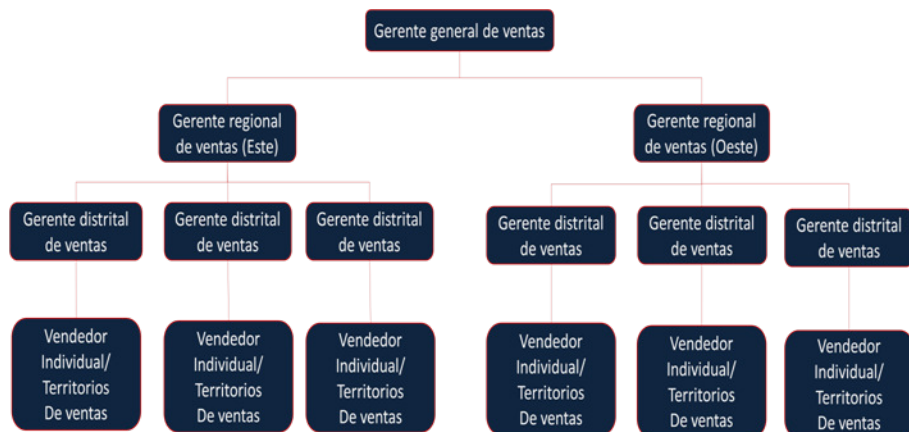 Gerente general de ventas
Gerente regional
de ventas (Este)
Gerente regional
de ventas (Oeste)
Gerente distrital
de ventas
Gerente distrital
de ventas
Gerente distrital
de ventas
Gerente distrital
de ventas
Gerente distrital
de ventas
Gerente distrital
de ventas
Vendedor
Individual/
Territorios
De ventas
Vendedor
Individual/
Territorios
De ventas
Vendedor
Individual/
Territorios
De ventas
Vendedor
Individual/
Territorios
De ventas
Vendedor
Individual/
Territorios
De ventas
Vendedor
Individual/
Territorios
De ventas